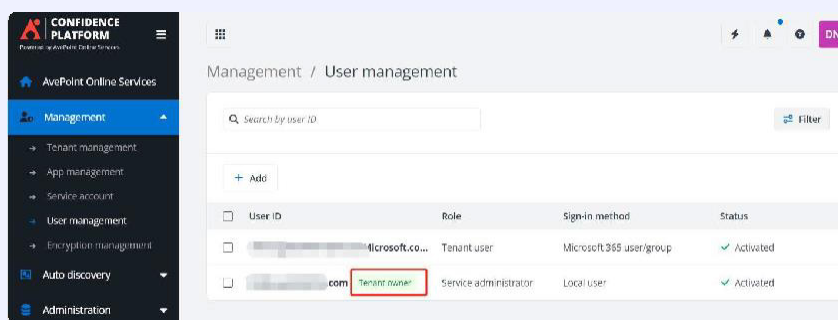 CONFIDENCE
PLATFORM
Powered by AvePoint Online Services
DN
Management / User management
AvePoint Online Services
Search by user ID
Filter
Management
Tenant management
App management
+ Add
Service account
User management
User ID Role Sign-in method Status
Encryption management
Microsoft.co... Tenant user Microsoft 365 user/group Activated
Auto discovery
.com Tenant owner Service administrator Local user Activated
Administration